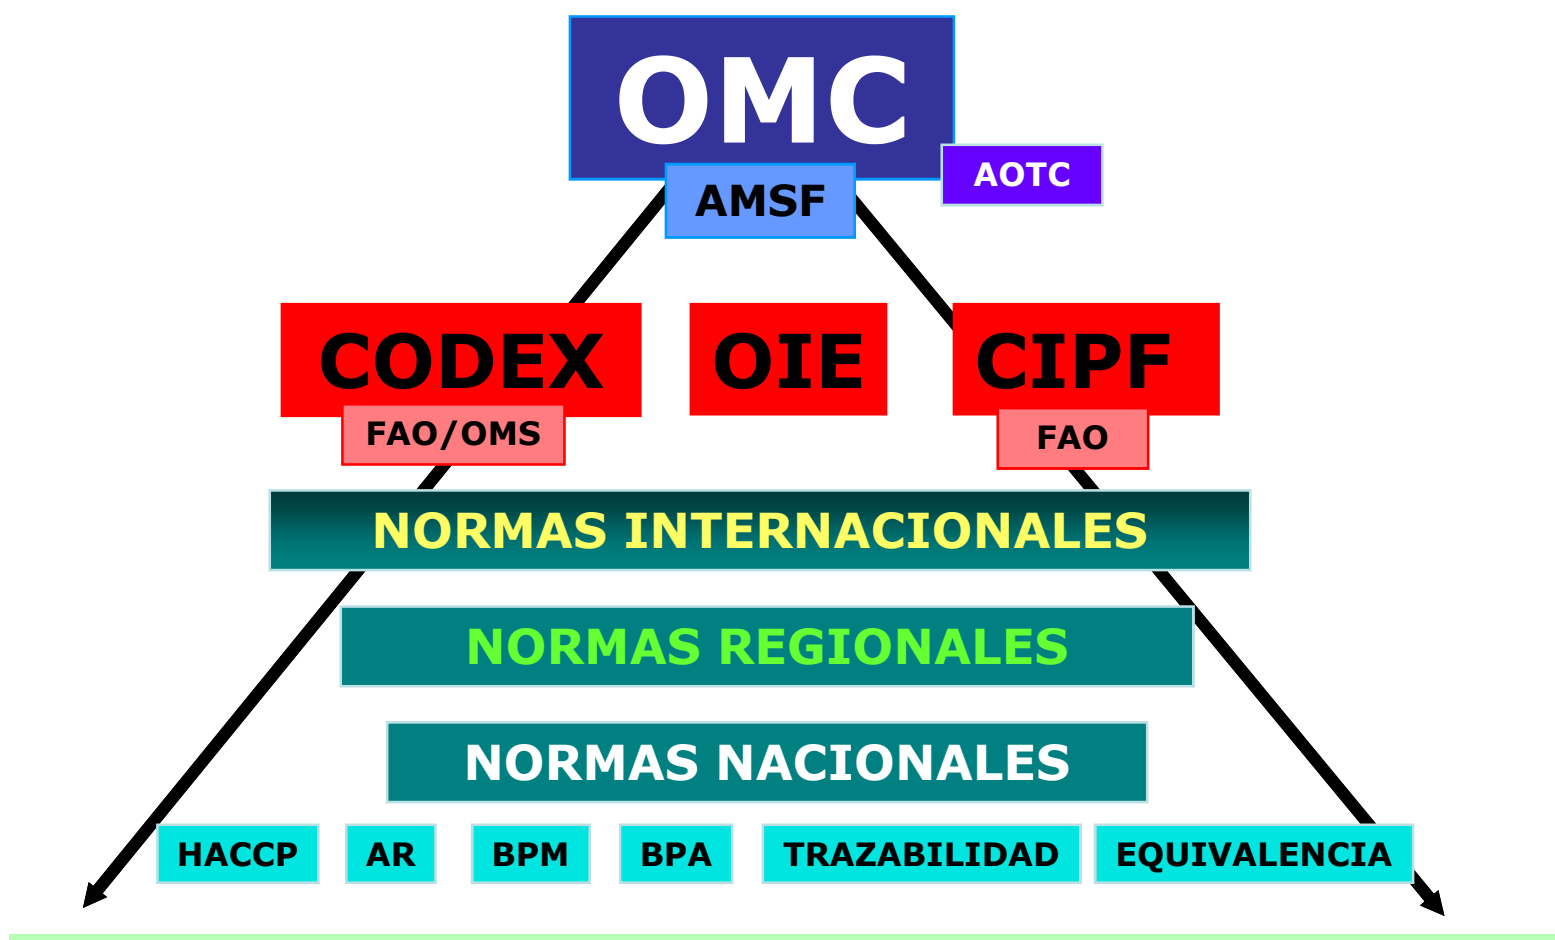 OMC
AOTC
AMSF
CODEX
OIE
CIPF
FAO/OMS
FAO
NORMAS INTERNACIONALES
NORMAS REGIONALES
NORMAS NACIONALES
HACCP
AR
BPM
BPA
TRAZABILIDAD
EQUIVALENCIA